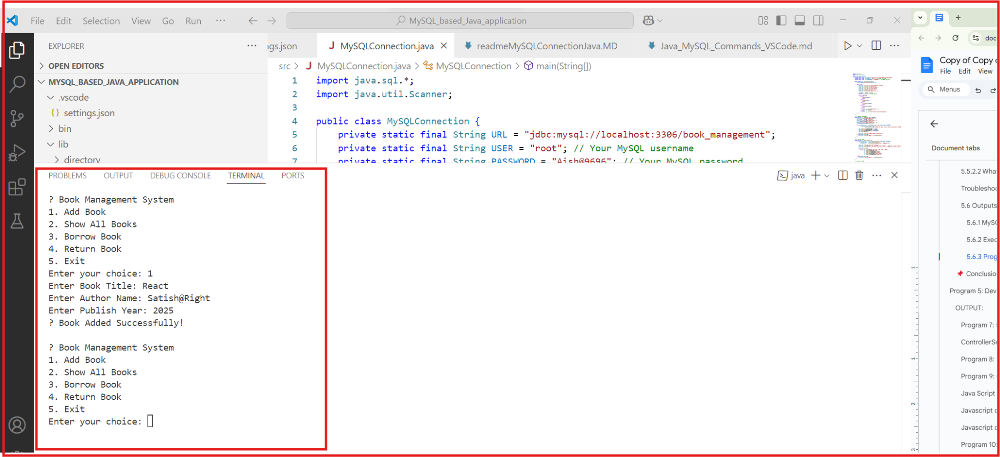 File Edit Selection View Go Run ···
MySQL_based_Java_application
EXPLORER ···
OPEN EDITORS
MYSQL_BASED_JAVA_APPLICATION
.vscode
{} settings.json
bin
lib
directory
ngs.json
J MySQLConnection.java
readmeMySQLConnectionJava.MD
Java_MySQL_Commands_VSCode.md
src > J MySQLConnection.java > MySQLConnection > main(String[])
1 import java.sql.*;
2 import java.util.Scanner;
3
4 public class MySQLConnection {
5 private static final String URL = "jdbc:mysql://localhost:3306/book_management";
6 private static final String USER = "root"; // Your MySQL username
7 private static final String PASSWORD = "Aish@9696"; // Your MySQL password
PROBLEMS OUTPUT DEBUG CONSOLE TERMINAL PORTS
java
? Book Management System
1. Add Book
2. Show All Books
3. Borrow Book
4. Return Book
5. Exit
Enter your choice: 1
Enter Book Title: React
Enter Author Name: Satish@Right
Enter Publish Year: 2025
? Book Added Successfully!
? Book Management System
1. Add Book
2. Show All Books
3. Borrow Book
4. Return Book
5. Exit
Enter your choice:
doc
Copy of Copy
File Edit View
Menus
Document tabs
5.5.2.2 Wha
Troublesho
5.6 Outputs
5.6.1 MyS
5.6.2 Exec
5.6.3 Prog
Conclusio
Program 5: Dev
OUTPUT:
Program 7:
ControllerSe
Program 8:
Program 9:
Java Script
Javascript
Javascript
Program 10:
1
1
2
3